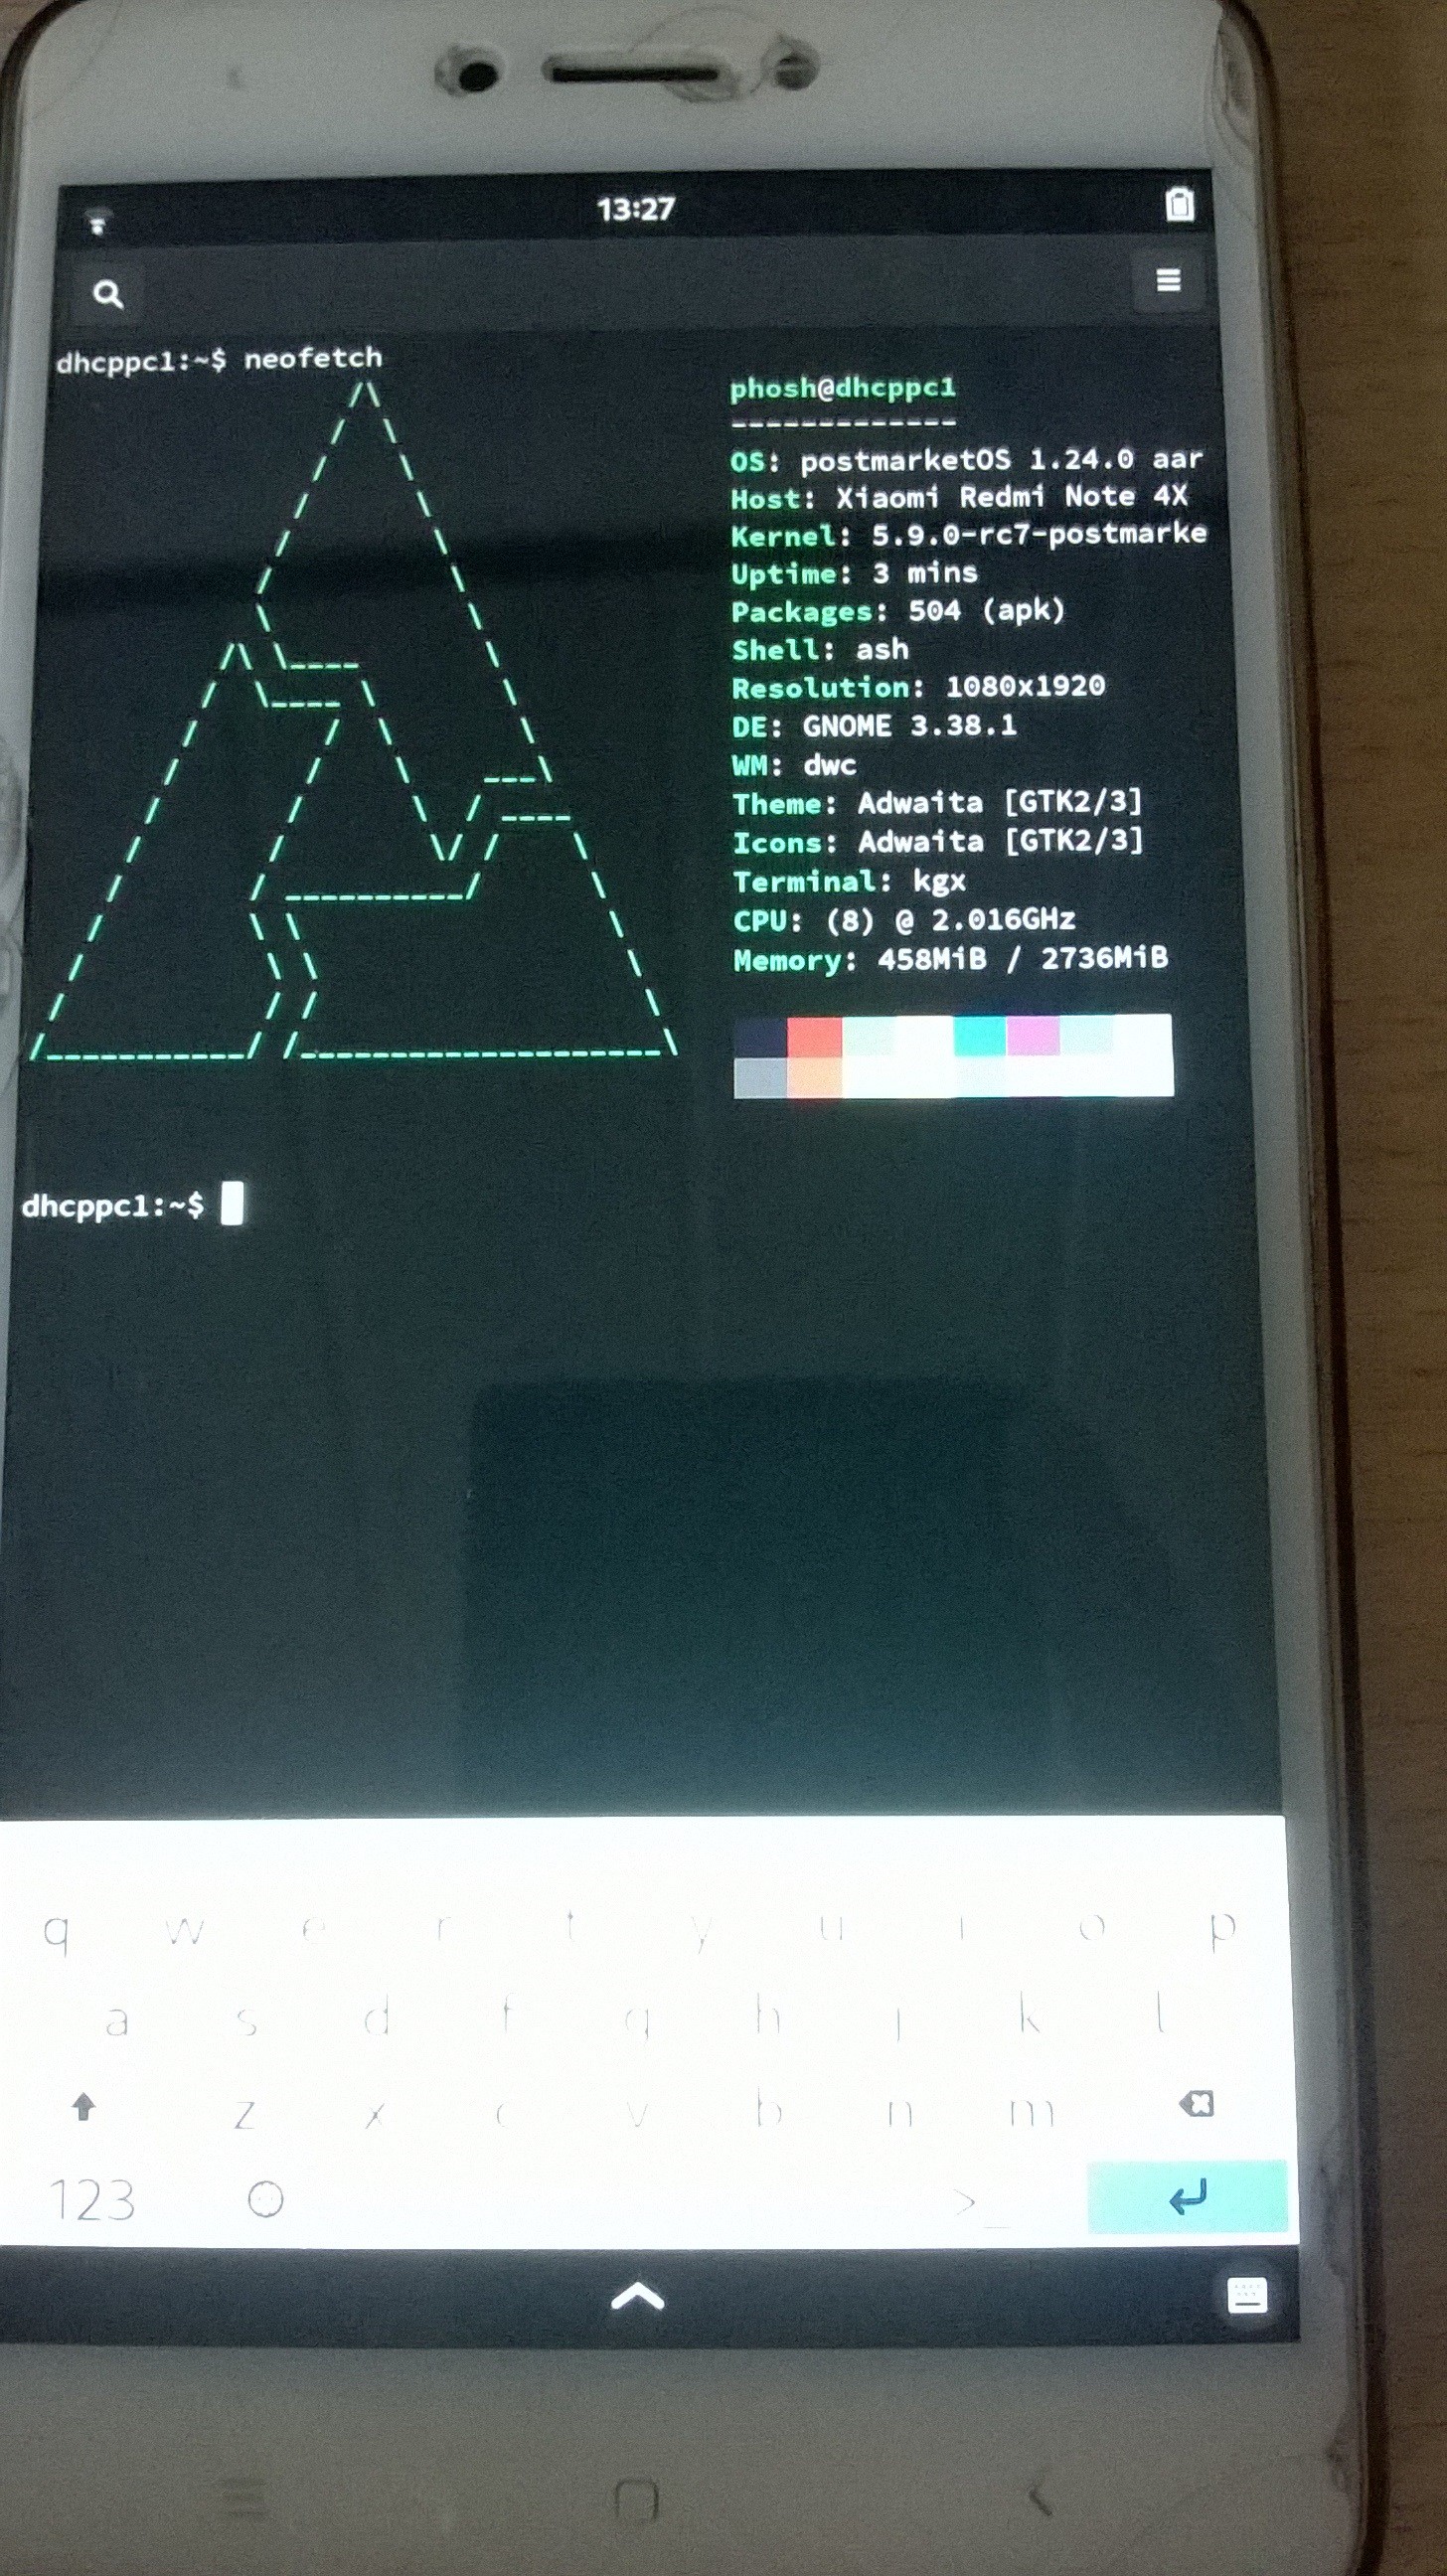 13:27
dhcppc1:~$ neofetch
phosh@dhcppc1
-------------
OS: postmarketOS 1.24.0 aar
Host: Xiaomi Redmi Note 4X
Kernel: 5.9.0-rc7-postmarke
Uptime: 3 mins
Packages: 504 (apk)
Shell: ash
Resolution: 1080x1920
DE: GNOME 3.38.1
WM: dwc
Theme: Adwaita [GTK2/3]
Icons: Adwaita [GTK2/3]
Terminal: kgx
CPU: (8) @ 2.016GHz
Memory: 458MiB / 2736MiB
dhcppc1:~$
q w e r t y u i o p
a s d f g h j k l
z x c v b n m
123 >_